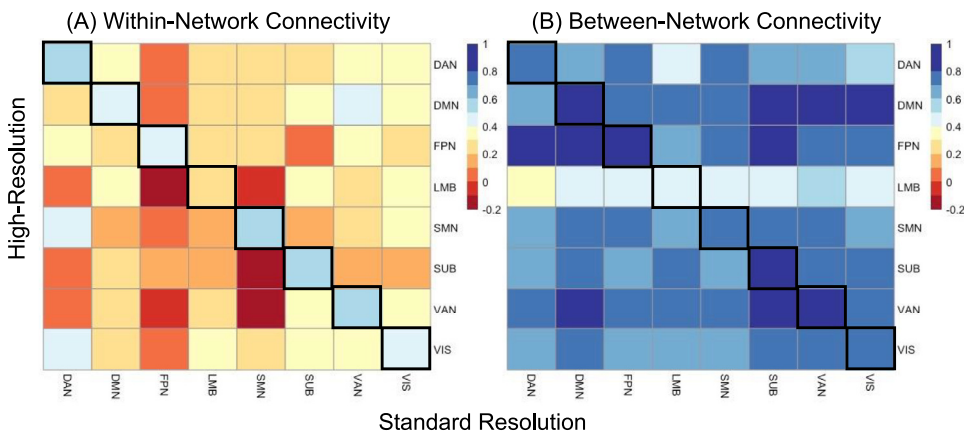 (A) Within-Network Connectivity
(B) Between-Network Connectivity
High-Resolution
DAN
DMN
FPN
LMB
SMN
SUB
VAN
VIS
1
0.8
0.6
0.4
0.2
0
-0.2
DAN
DMN
FPN
LMB
SMN
SUB
VAN
VIS
DAN
DMN
FPN
LMB
SMN
SUB
VAN
VIS
1
0.8
0.6
0.4
0.2
0
-0.2
DAN
DMN
FPN
LMB
SMN
SUB
VAN
VIS
Standard Resolution